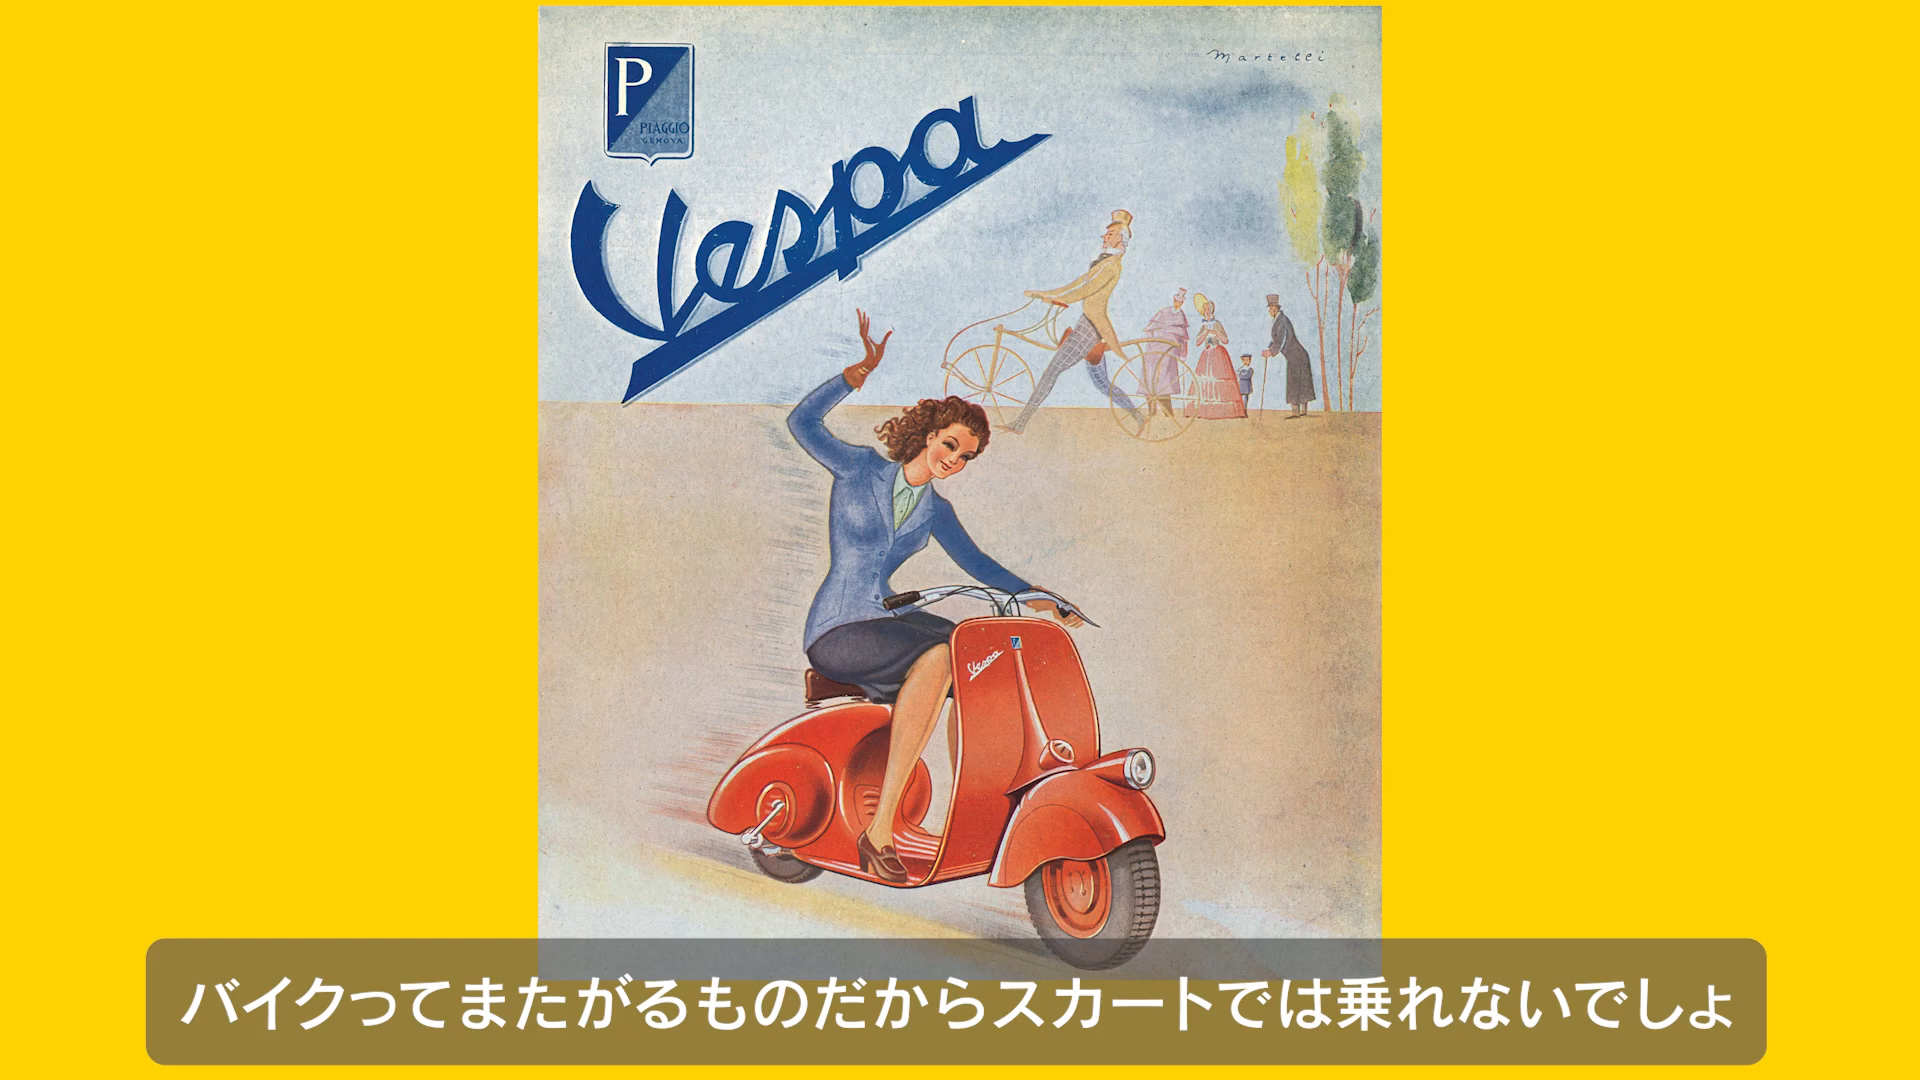 P
PIAGGIO
GENOVA
Martelli
Vespa
Vespa
バイクってまたがるものだからスカートでは乗れないでしょ